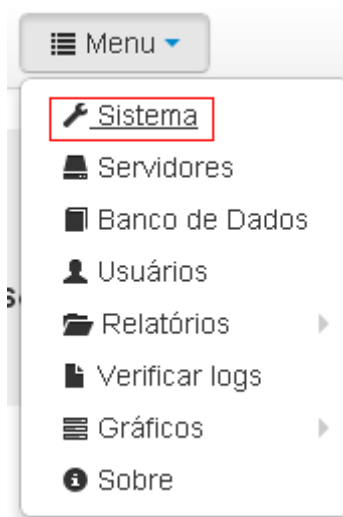 Menu
Sistema
Servidores
Banco de Dados
Usuários
Relatórios
Verificar logs
Gráficos
Sobre